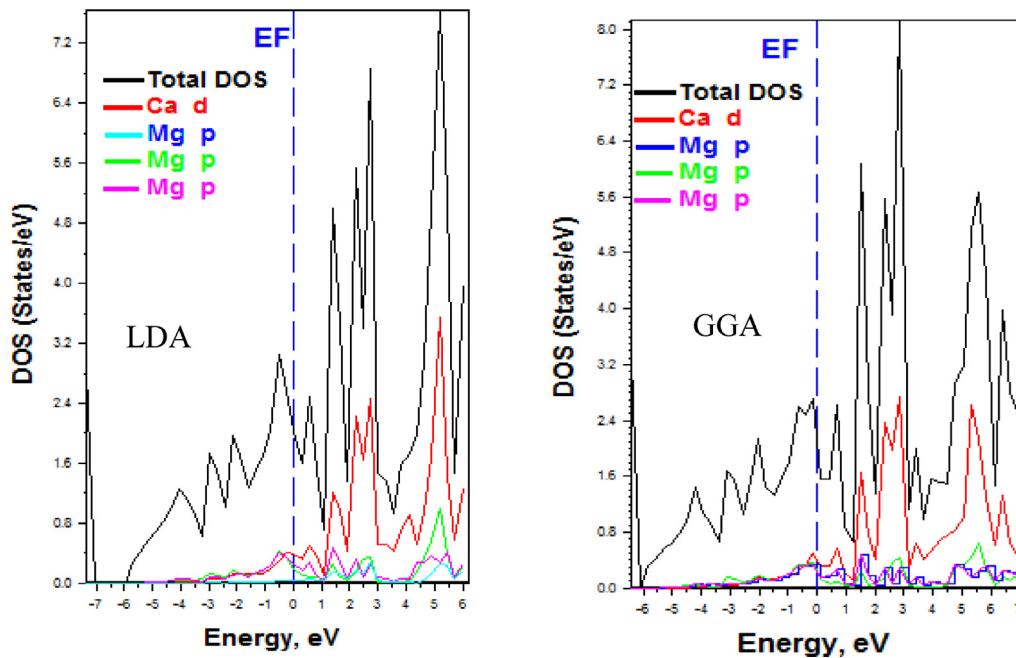 7.2
6.4
5.6
4.8
4.0
3.2
2.4
1.6
0.8
0.0
DOS (States/eV)
EF
Total DOS
Ca d
Mg p
Mg p
Mg p
LDA
-7 -6 -5 -4 -3 -2 -1 0 1 2 3 4 5 6
Energy, eV
8.0
7.2
6.4
5.6
4.8
4.0
3.2
2.4
1.6
0.8
0.0
DOS (States/eV)
EF
Total DOS
Ca d
Mg p
Mg p
Mg p
GGA
-6 -5 -4 -3 -2 -1 0 1 2 3 4 5 6 7
Energy, eV